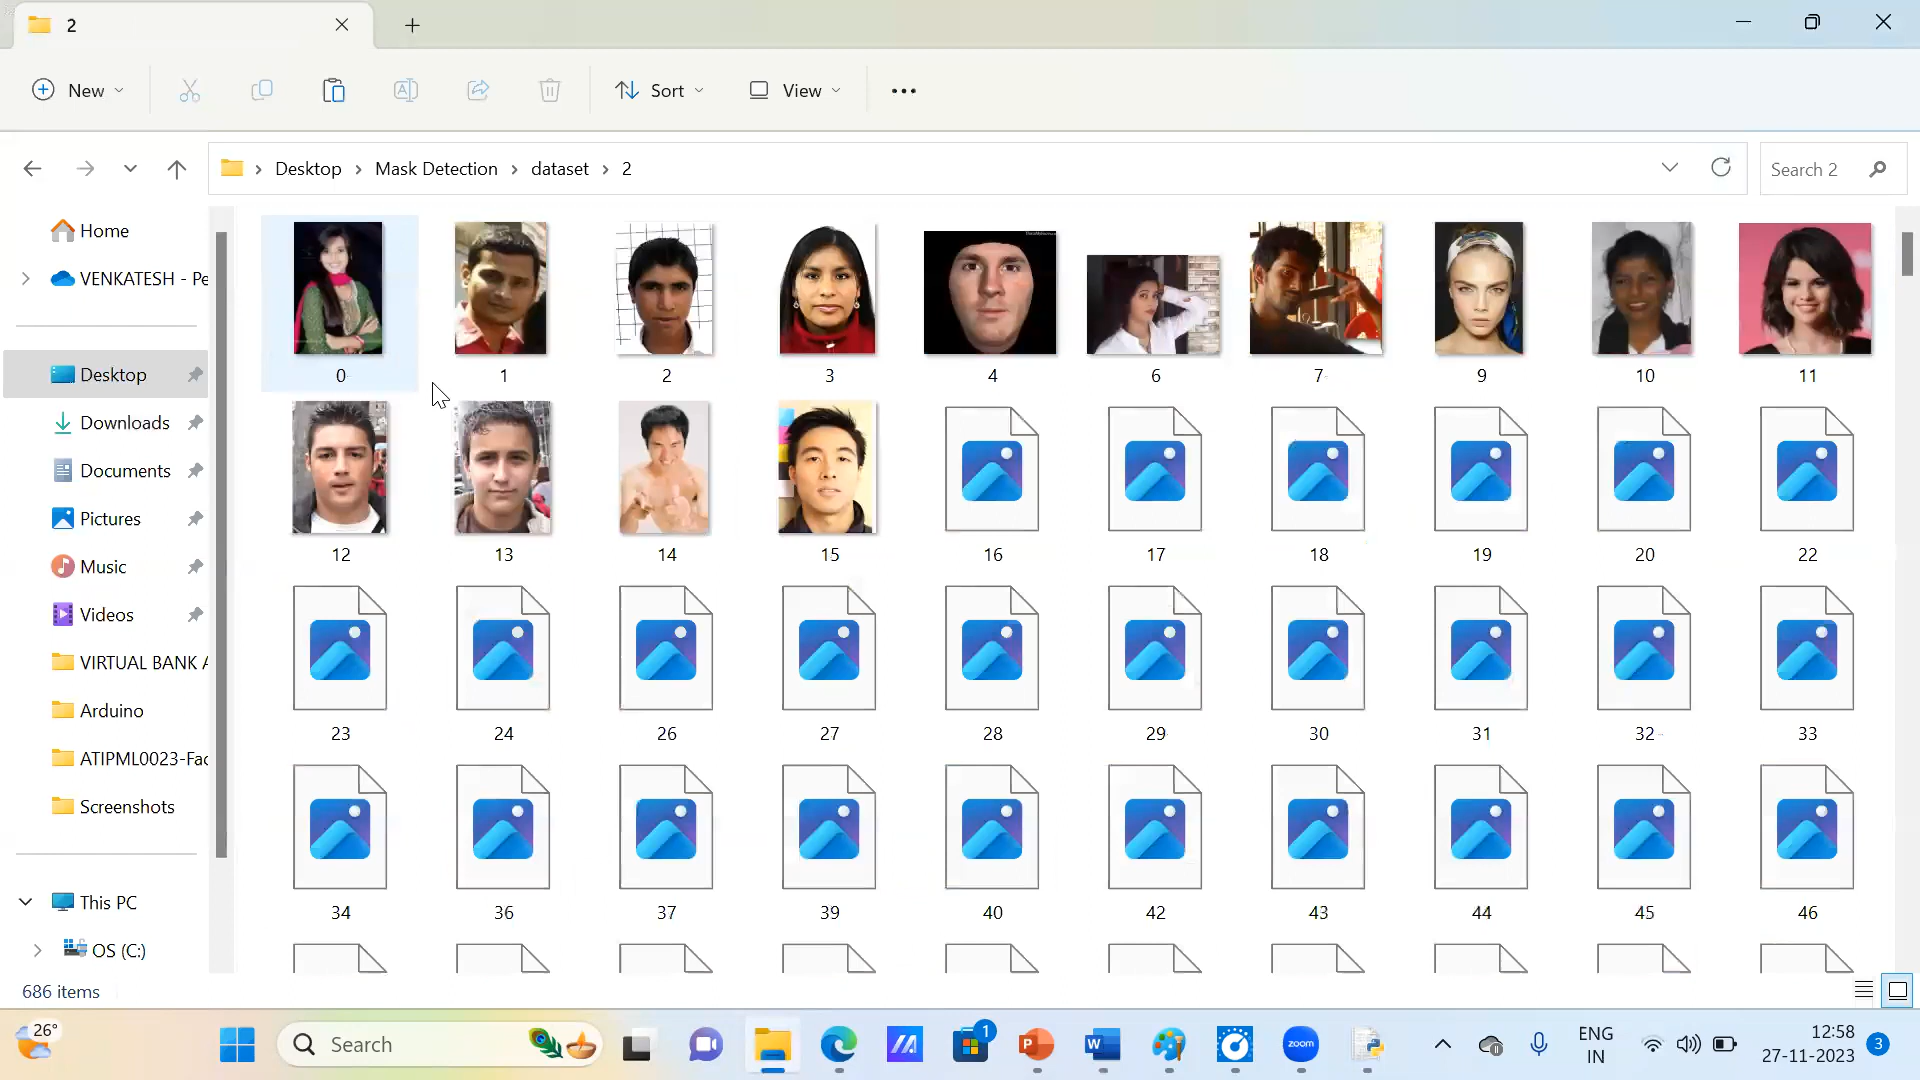 2
New
Sort
View
Desktop > Mask Detection > dataset > 2
Search 2
Home
VENKATESH - Pe
Desktop
Downloads
Documents
Pictures
Music
Videos
VIRTUAL BANK A
Arduino
ATIPML0023-Fac
Screenshots
This PC
OS (C:)
0 1 2 3 4 6 7 9 10 11
12 13 14 15 16 17 18 19 20 22
23 24 26 27 28 29 30 31 32 33
34 36 37 39 40 42 43 44 45 46
686 items
26°
Search
1
P
W
zoom
ENG
IN
12:58
27-11-2023
3